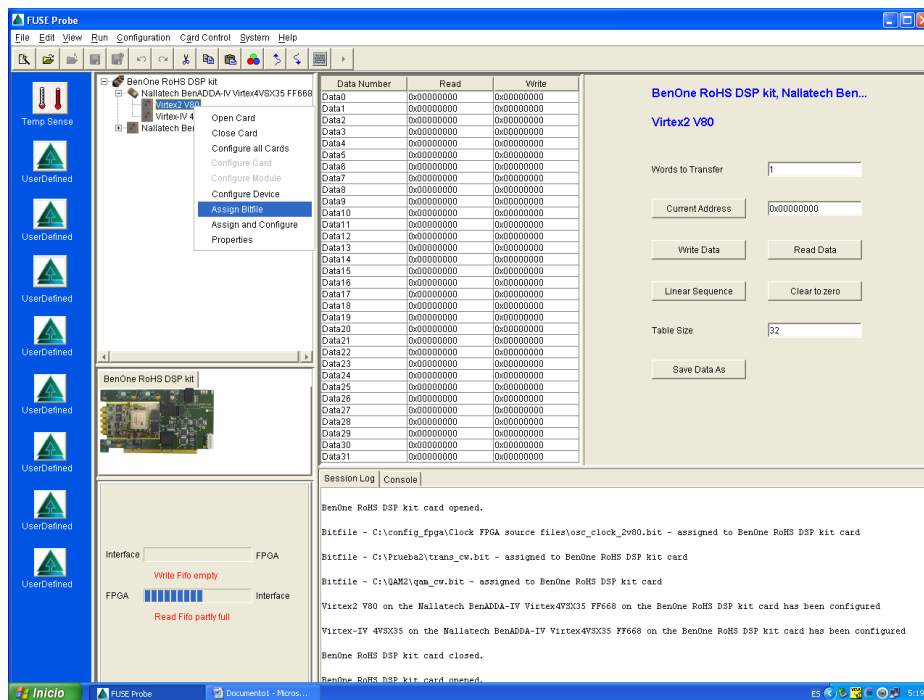 FUSE Probe
File Edit View Run Configuration Card Control System Help
Temp Sense
UserDefined
UserDefined
UserDefined
UserDefined
UserDefined
UserDefined
UserDefined
UserDefined
BenOne RoHS DSP kit
Nallatech BenADDA-IV Virtex4VSX35 FF668
Virtex2 V80
Virtex-IV 4
Nallatech Be
Open Card
Close Card
Configure all Cards
Configure Card
Configure Module
Configure Device
Assign Bitfile
Assign and Configure
Properties
BenOne RoHS DSP kit
Interface FPGA
Write Fifo empty
FPGA Interface
Read Fifo partly full
Data Number Read Write
Data0 0x00000000 0x00000000
Data1 0x00000000 0x00000000
Data2 0x00000000 0x00000000
Data3 0x00000000 0x00000000
Data4 0x00000000 0x00000000
Data5 0x00000000 0x00000000
Data6 0x00000000 0x00000000
Data7 0x00000000 0x00000000
Data8 0x00000000 0x00000000
Data9 0x00000000 0x00000000
Data10 0x00000000 0x00000000
Data11 0x00000000 0x00000000
Data12 0x00000000 0x00000000
Data13 0x00000000 0x00000000
Data14 0x00000000 0x00000000
Data15 0x00000000 0x00000000
Data16 0x00000000 0x00000000
Data17 0x00000000 0x00000000
Data18 0x00000000 0x00000000
Data19 0x00000000 0x00000000
Data20 0x00000000 0x00000000
Data21 0x00000000 0x00000000
Data22 0x00000000 0x00000000
Data23 0x00000000 0x00000000
Data24 0x00000000 0x00000000
Data25 0x00000000 0x00000000
Data26 0x00000000 0x00000000
Data27 0x00000000 0x00000000
Data28 0x00000000 0x00000000
Data29 0x00000000 0x00000000
Data30 0x00000000 0x00000000
Data31 0x00000000 0x00000000
BenOne RoHS DSP kit, Nallatech Ben...
Virtex2 V80
Words to Transfer 1
Current Address 0x00000000
Write Data Read Data
Linear Sequence Clear to zero
Table Size 32
Save Data As
Session Log Console
BenOne RoHS DSP kit card opened.
Bitfile - C:\config_fpga\Clock FPGA source files\osc_clock_2v80.bit - assigned to BenOne RoHS DSP kit card
Bitfile - C:\Prueba2\trans_cw.bit - assigned to BenOne RoHS DSP kit card
Bitfile - C:\QAM2\qam_cw.bit - assigned to BenOne RoHS DSP kit card
Virtex2 V80 on the Nallatech BenADDA-IV Virtex4VSX35 FF668 on the BenOne RoHS DSP kit card has been configured
Virtex-IV 4VSX35 on the Nallatech BenADDA-IV Virtex4VSX35 FF668 on the BenOne RoHS DSP kit card has been configured
BenOne RoHS DSP kit card closed.
BenOne RoHS DSP kit card opened.
Inicio FUSE Probe Documento1 - Micros... ES